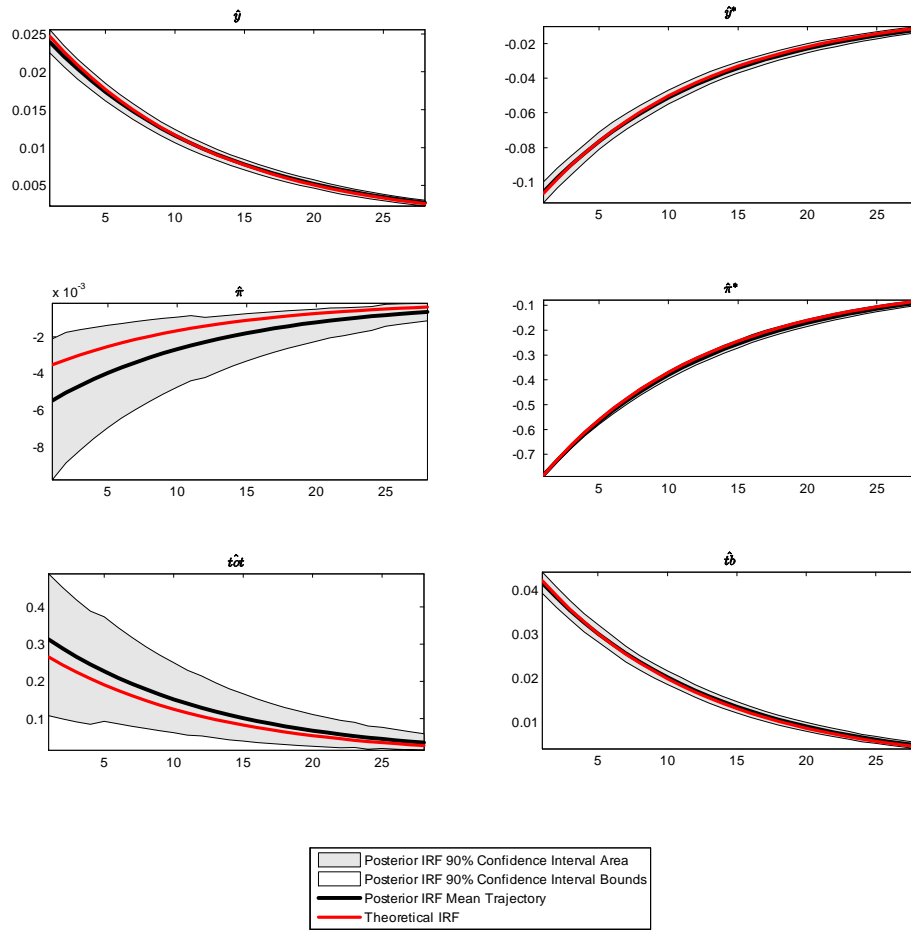 ŷ
0.025
0.02
0.015
0.01
0.005
5 10 15 20 25
ŷ*
-0.02
-0.04
-0.06
-0.08
-0.1
5 10 15 20 25
x 10⁻³
π̂
-2
-4
-6
-8
5 10 15 20 25
π̂*
-0.1
-0.2
-0.3
-0.4
-0.5
-0.6
-0.7
5 10 15 20 25
tôt
0.4
0.3
0.2
0.1
5 10 15 20 25
t̂b
0.04
0.03
0.02
0.01
5 10 15 20 25
Posterior IRF 90% Confidence Interval Area
Posterior IRF 90% Confidence Interval Bounds
Posterior IRF Mean Trajectory
Theoretical IRF